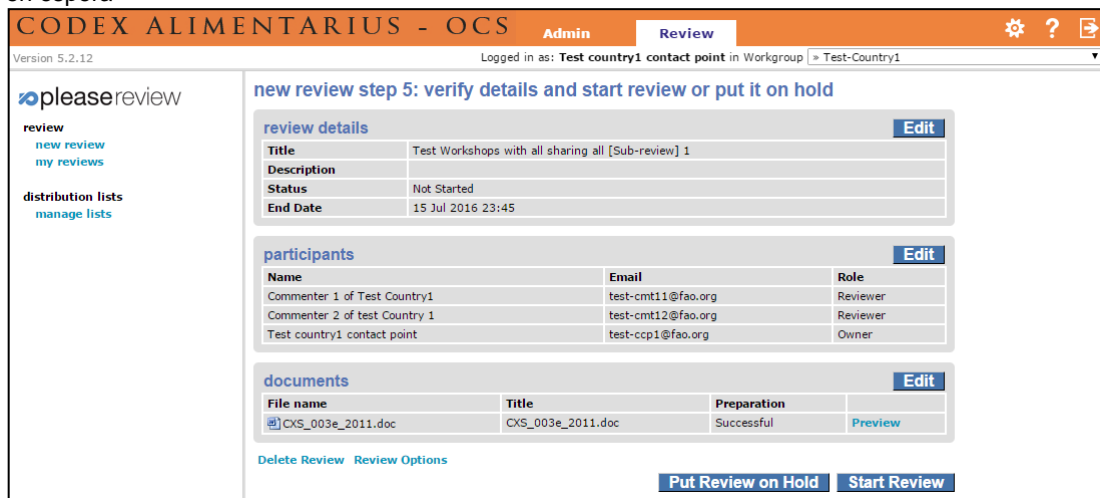 en espera
CODEX ALIMENTARIUS - OCS Admin Review ?
Version 5.2.12 Logged in as: Test country1 contact point in Workgroup » Test-Country1
pleasereview
review
new review
my reviews
distribution lists
manage lists
new review step 5: verify details and start review or put it on hold
review details Edit
Title Test Workshops with all sharing all [Sub-review] 1
Description
Status Not Started
End Date 15 Jul 2016 23:45
participants Edit
Name Email Role
Commenter 1 of Test Country1 test-cmt11@fao.org Reviewer
Commenter 2 of test Country 1 test-cmt12@fao.org Reviewer
Test country1 contact point test-ccp1@fao.org Owner
documents Edit
File name Title Preparation
CXS_003e_2011.doc CXS_003e_2011.doc Successful Preview
Delete Review Review Options
Put Review on Hold Start Review